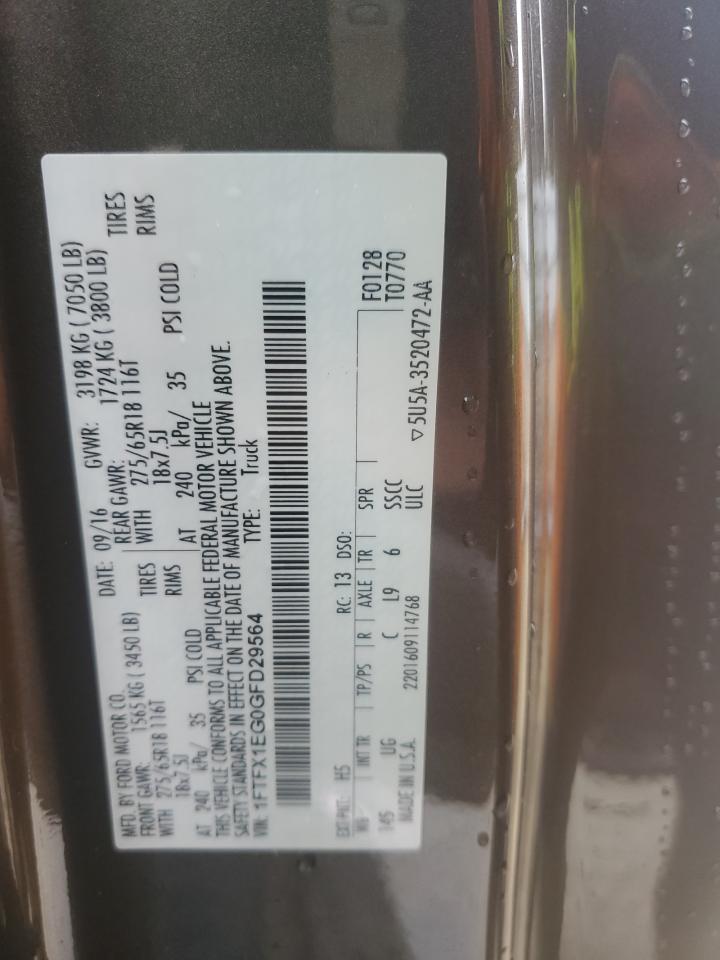 MFD. BY FORD MOTOR CO.
DATE: 09/16 GVWR: 3198 KG ( 7050 LB)
FRONT GAWR: 1565 KG ( 3450 LB)
REAR GAWR: 1724 KG ( 3800 LB)
WITH 275/65R18 116T TIRES
WITH 275/65R18 116T TIRES
18x7.5J RIMS
18x7.5J RIMS
AT 240 kPa/ 35 PSI COLD
AT 240 kPa/ 35 PSI COLD
THIS VEHICLE CONFORMS TO ALL APPLICABLE FEDERAL MOTOR VEHICLE
SAFETY STANDARDS IN EFFECT ON THE DATE OF MANUFACTURE SHOWN ABOVE.
VIN: 1FTFX1EG0GFD29564 TYPE: Truck
EXT PNT: H5 RC: 13 DSO:
WB INT TR TP/PS R AXLE TR SPR F0128
145 UG C L9 6 SSCC T0770
MADE IN U.S.A. 2201609114768 ULC ▽5U5A-3520472-AA